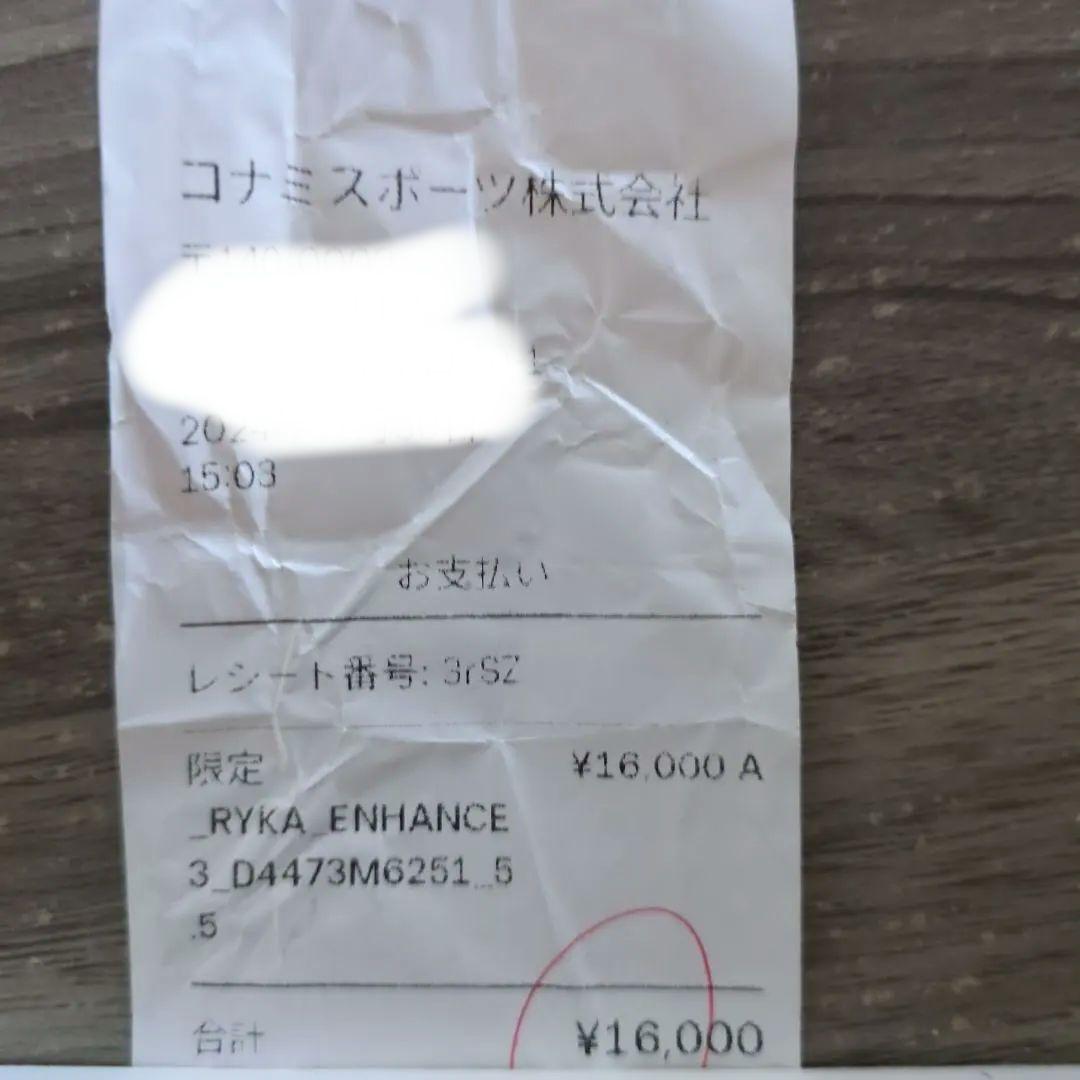 コナミスポーツ株式会社
202
15:03
お支払い
レシート番号: 3rSZ
限定 ¥16,000 A
_RYKA_ENHANCE
3_D4473M6251_5
.5
合計 ¥16,000